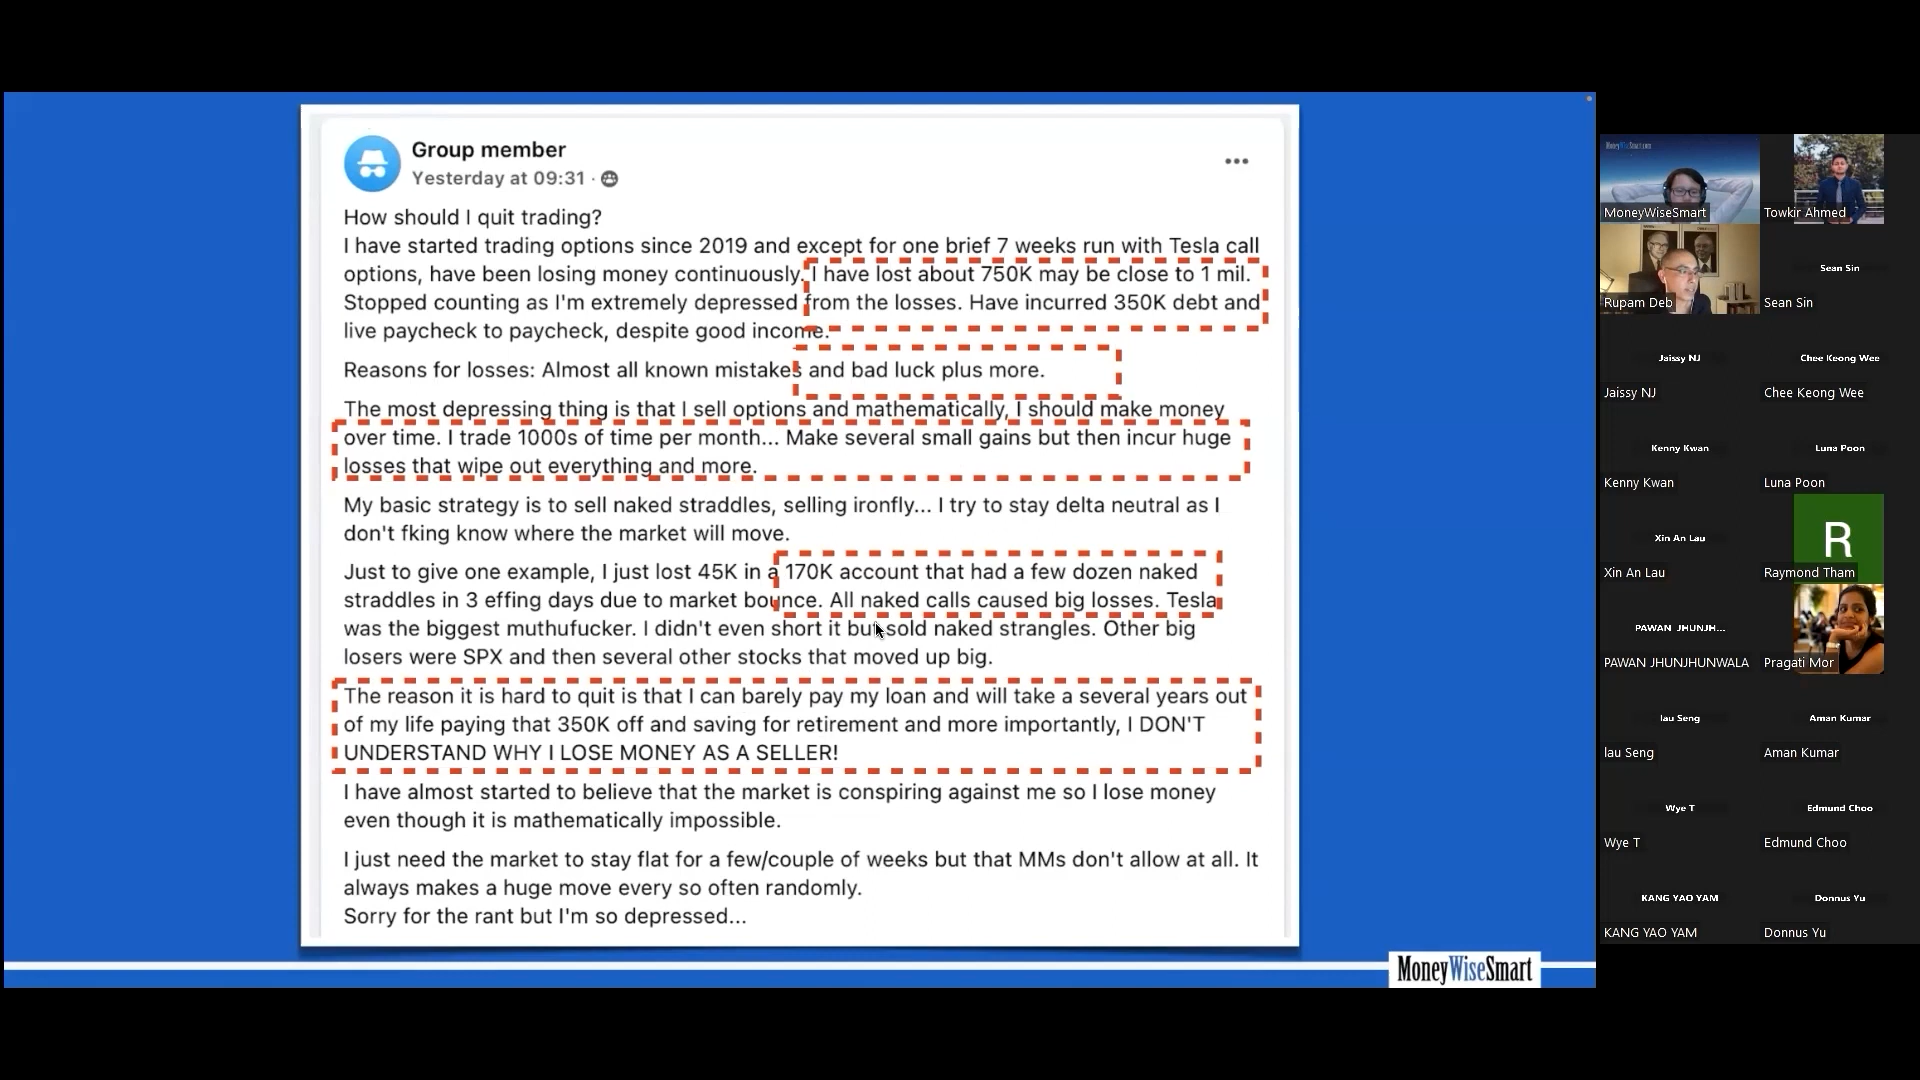 Group member
Yesterday at 09:31 ·
How should I quit trading?
I have started trading options since 2019 and except for one brief 7 weeks run with Tesla call
options, have been losing money continuously. I have lost about 750K may be close to 1 mil.
Stopped counting as I'm extremely depressed from the losses. Have incurred 350K debt and
live paycheck to paycheck, despite good income.
Reasons for losses: Almost all known mistakes and bad luck plus more.
The most depressing thing is that I sell options and mathematically, I should make money
over time. I trade 1000s of time per month... Make several small gains but then incur huge
losses that wipe out everything and more.
My basic strategy is to sell naked straddles, selling ironfly... I try to stay delta neutral as I
don't fking know where the market will move.
Just to give one example, I just lost 45K in a 170K account that had a few dozen naked
straddles in 3 effing days due to market bounce. All naked calls caused big losses. Tesla
was the biggest muthufucker. I didn't even short it but sold naked strangles. Other big
losers were SPX and then several other stocks that moved up big.
The reason it is hard to quit is that I can barely pay my loan and will take a several years out
of my life paying that 350K off and saving for retirement and more importantly, I DON'T
UNDERSTAND WHY I LOSE MONEY AS A SELLER!
I have almost started to believe that the market is conspiring against me so I lose money
even though it is mathematically impossible.
I just need the market to stay flat for a few/couple of weeks but that MMs don't allow at all. It
always makes a huge move every so often randomly.
Sorry for the rant but I'm so depressed...
MoneyWiseSmart
MoneyWiseSmart.com
MoneyWiseSmart
Towkir Ahmed
Rupam Deb
Sean Sin
Sean Sin
Jaissy NJ
Chee Keong Wee
Jaissy NJ
Chee Keong Wee
Kenny Kwan
Luna Poon
Kenny Kwan
Luna Poon
Xin An Lau
R
Xin An Lau
Raymond Tham
PAWAN JHUNJH...
PAWAN JHUNJHUNWALA
Pragati Mor
lau Seng
Aman Kumar
lau Seng
Aman Kumar
Wye T
Edmund Choo
Wye T
Edmund Choo
KANG YAO YAM
Donnus Yu
KANG YAO YAM
Donnus Yu